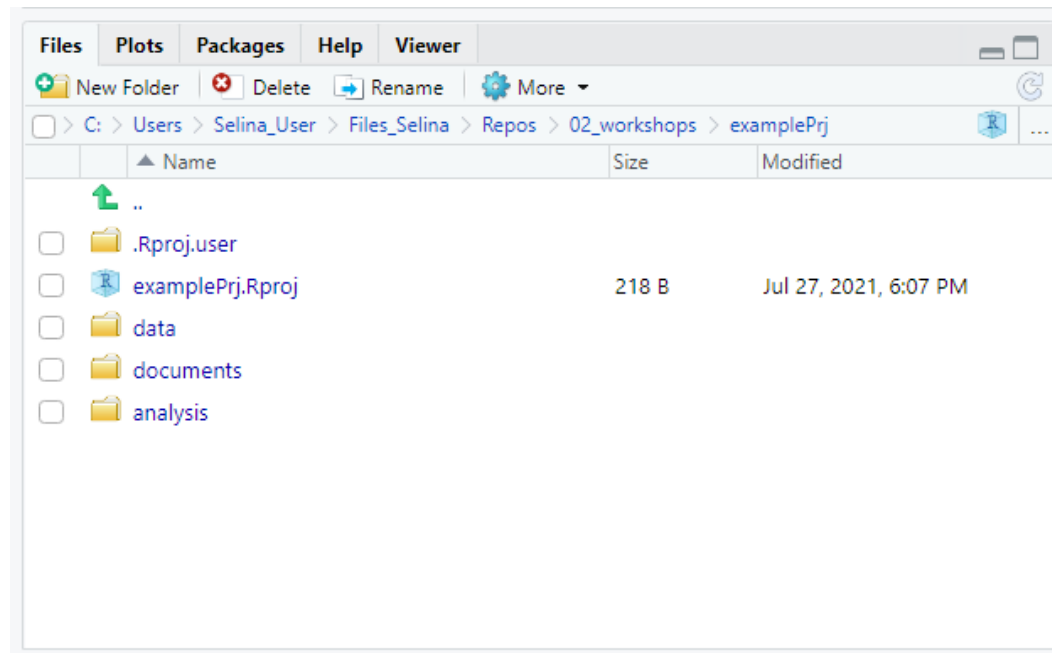 Files Plots Packages Help Viewer
New Folder Delete Rename More
C: > Users > Selina_User > Files_Selina > Repos > 02_workshops > examplePrj R ...
Name Size Modified
..
.Rproj.user
R examplePrj.Rproj 218 B Jul 27, 2021, 6:07 PM
data
documents
analysis